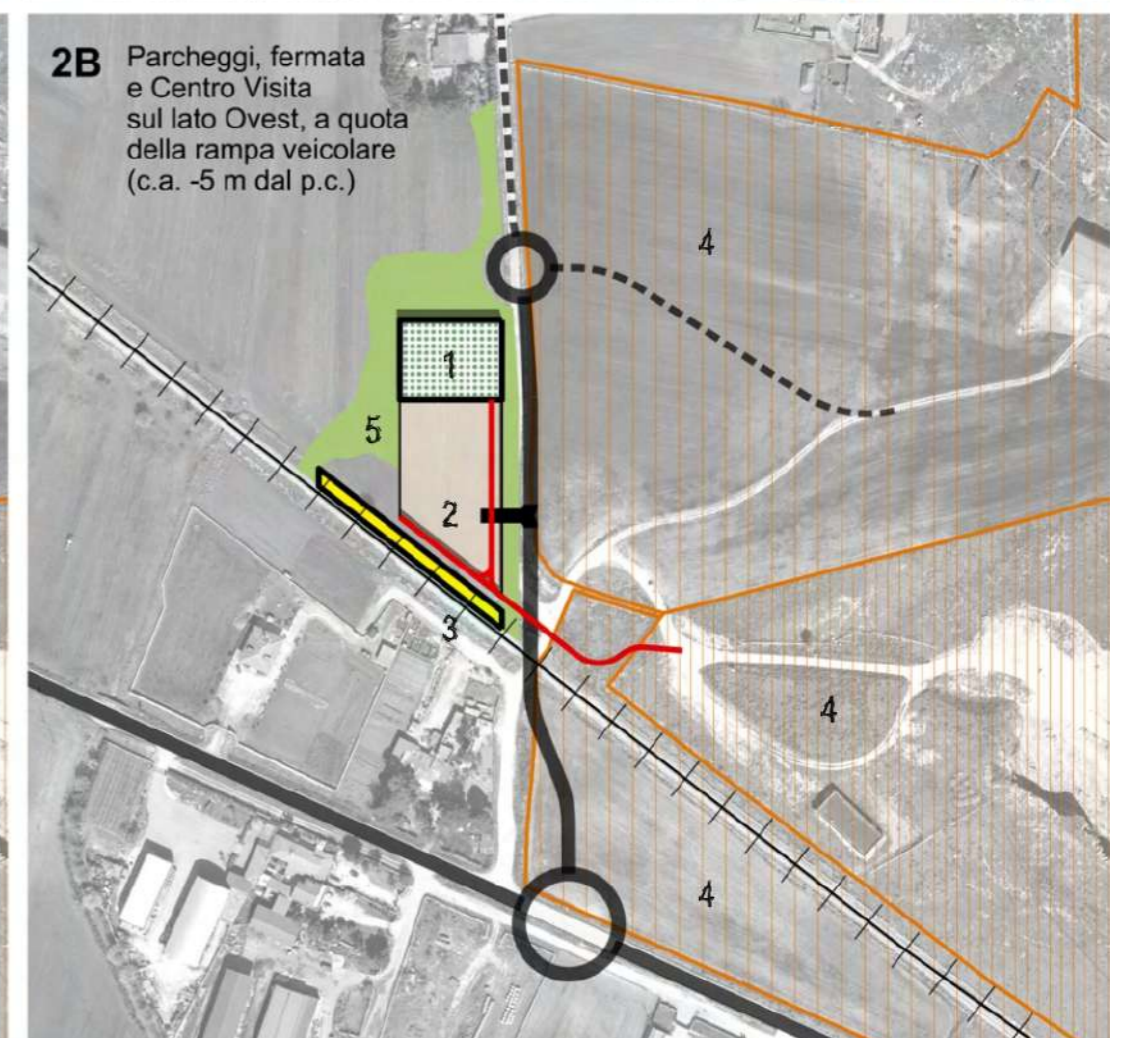 2B Parcheggi, fermata
e Centro Visita
sul lato Ovest, a quota
della rampa veicolare
(c.a. -5 m dal p.c.)
4
1
5
2
3
4
4